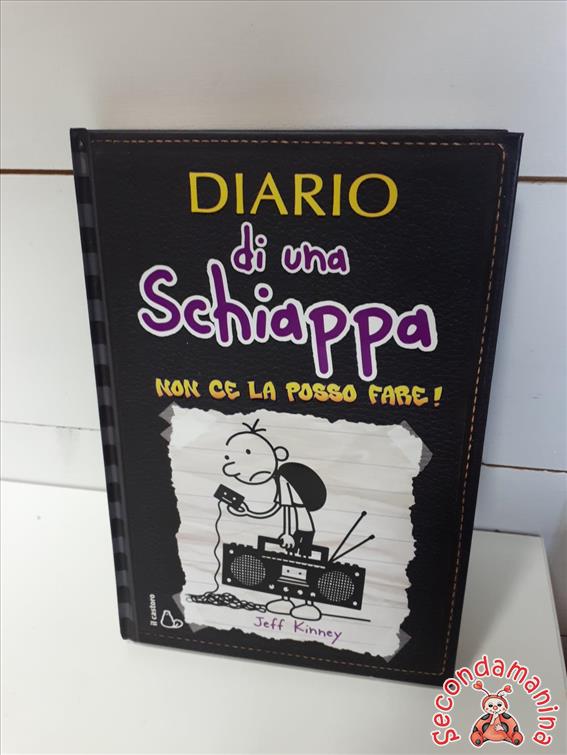 DIARIO
di una
Schiappa
NON CE LA POSSO FARE!
Jeff Kinney
il castoro
Secondamanina